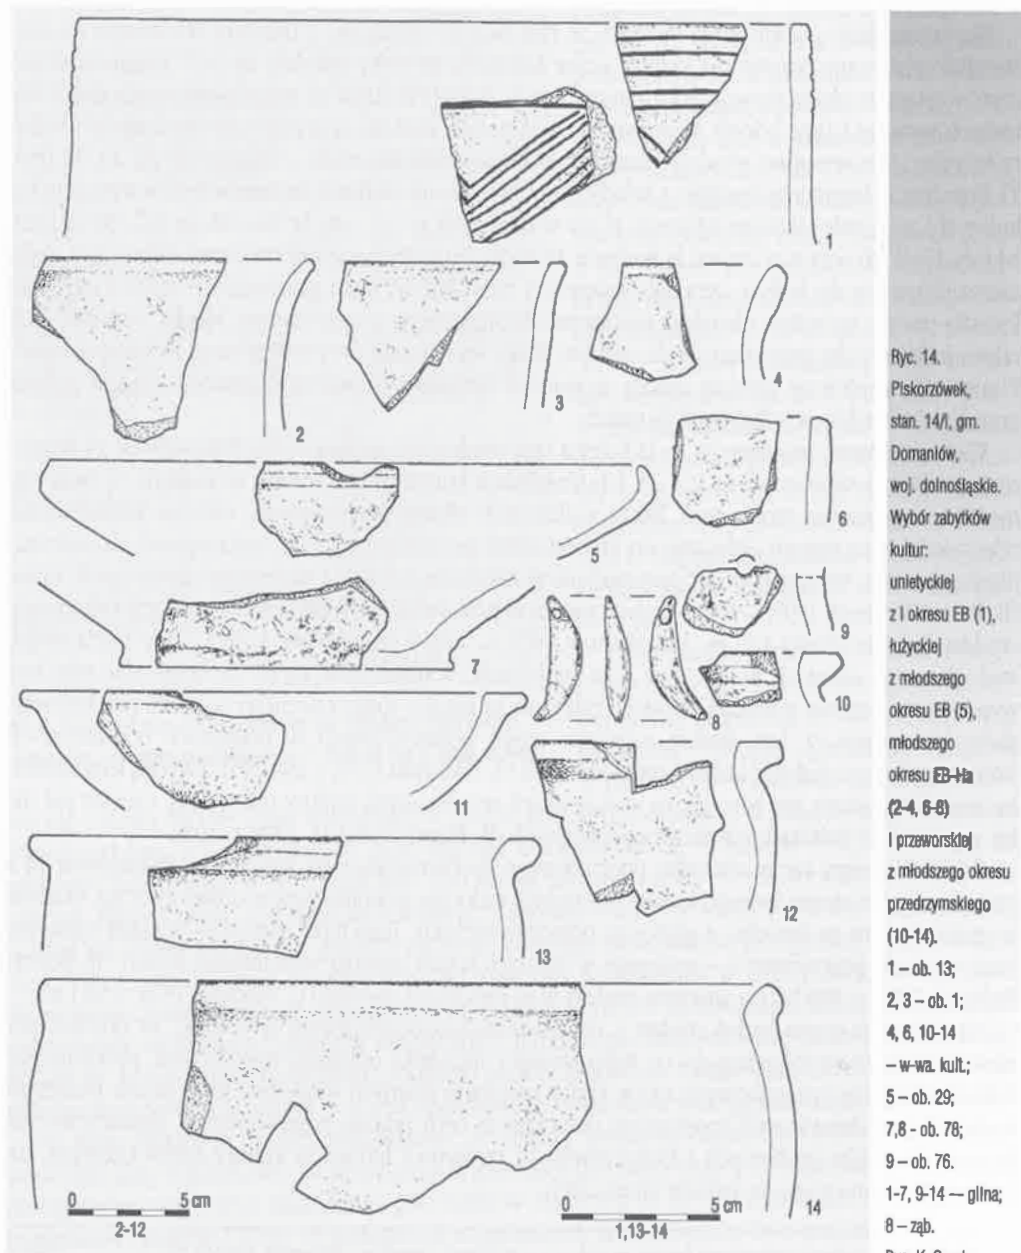 1
2
3
4
5
6
7
8
9
10
11
12
13
14
0 5 cm
2-12
0 5 cm
1,13-14
Ryc. 14.
Piskorzówek,
stan. 14/I, gm.
Domaniów,
woj. dolnośląskie.
Wybór zabytków
kultur:
unietyckiej
z I okresu EB (1),
łużyckiej
z młodszego
okresu EB (5),
młodszego
okresu EB-Ha
(2-4, 6-8)
i przeworskiej
z młodszego okresu
przedrzymskiego
(10-14).
1 – ob. 13;
2, 3 – ob. 1;
4, 6, 10-14
– w-wa. kult.;
5 – ob. 29;
7,8 - ob. 78;
9 – ob. 76.
1-7, 9-14 — glina;
8 – ząb.